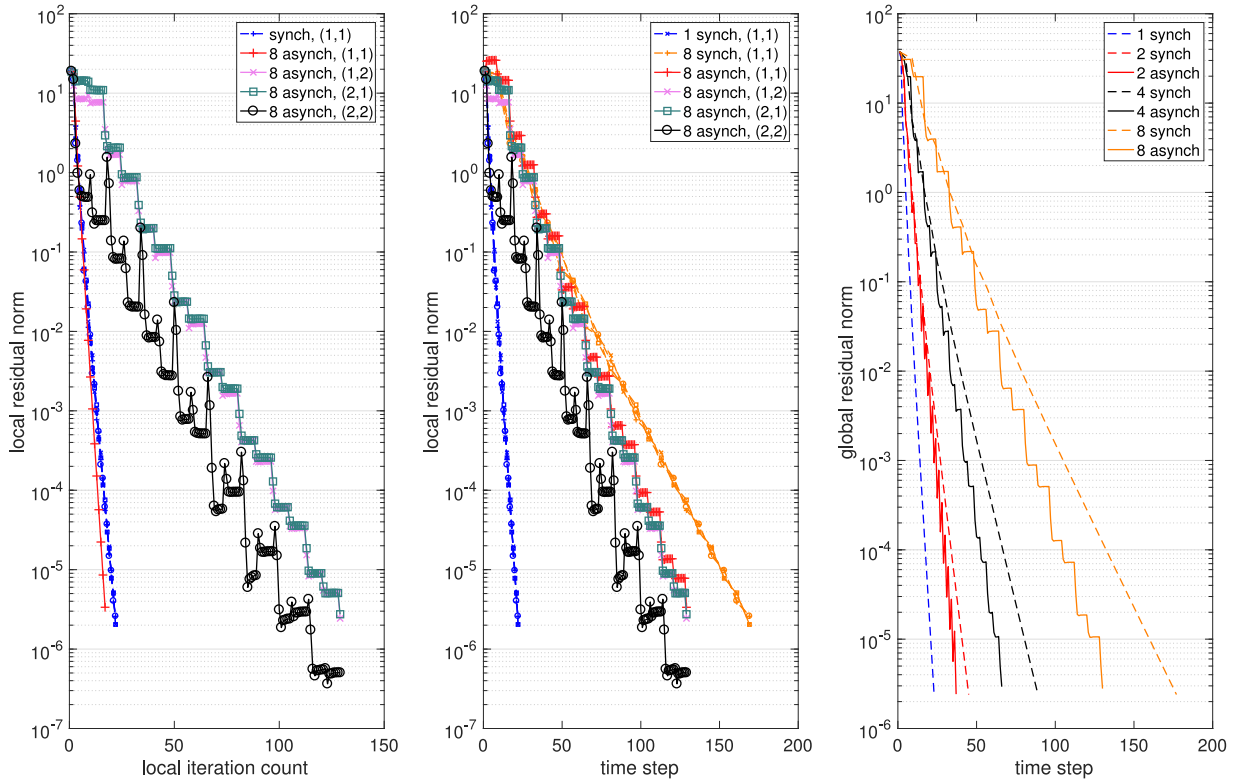 10^2
10^1
10^0
10^-1
10^-2
10^-3
10^-4
10^-5
10^-6
10^-7
0
50
100
150
local residual norm
local iteration count
synch, (1,1)
8 asynch, (1,1)
8 asynch, (1,2)
8 asynch, (2,1)
8 asynch, (2,2)
10^2
10^1
10^0
10^-1
10^-2
10^-3
10^-4
10^-5
10^-6
10^-7
0
50
100
150
200
local residual norm
time step
1 synch, (1,1)
8 synch, (1,1)
8 asynch, (1,1)
8 asynch, (1,2)
8 asynch, (2,1)
8 asynch, (2,2)
10^2
10^1
10^0
10^-1
10^-2
10^-3
10^-4
10^-5
10^-6
0
50
100
150
200
global residual norm
time step
1 synch
2 synch
2 asynch
4 synch
4 asynch
8 synch
8 asynch